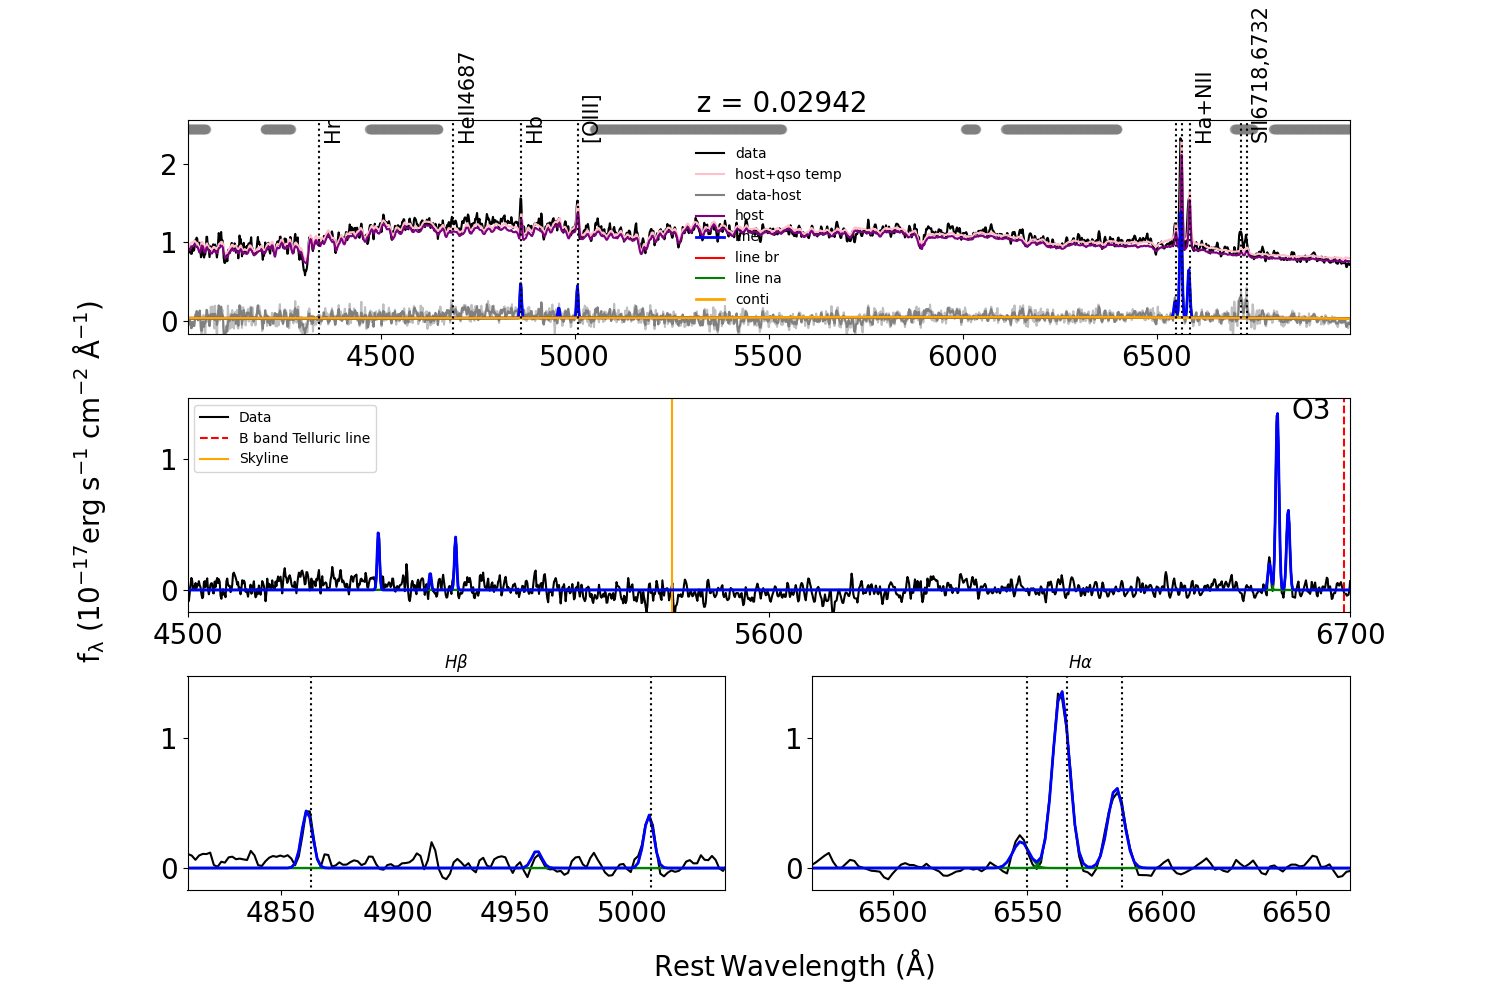 z = 0.02942
Hr
HeII4687
Hb
[OIII]
Ha+NII
SII6718,6732
data
host+qso temp
data-host
host
line
line br
line na
conti
2
1
0
4500 5000 5500 6000 6500
Data
B band Telluric line
Skyline
O3
1
0
4500 5600 6700
fλ (10⁻¹⁷erg s⁻¹ cm⁻² Å⁻¹)
Hβ
1
0
4850 4900 4950 5000
Hα
1
0
6500 6550 6600 6650
Rest Wavelength (Å)